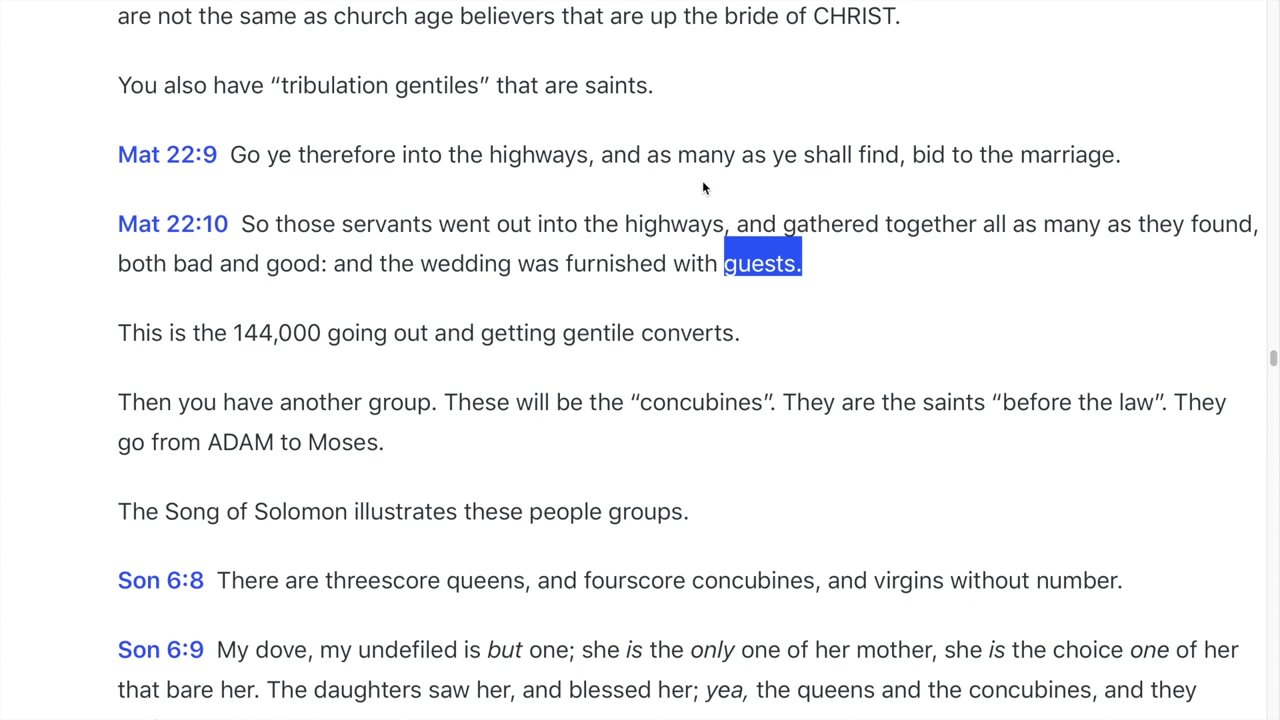 are not the same as church age believers that are up the bride of CHRIST.
You also have “tribulation gentiles” that are saints.
Mat 22:9 Go ye therefore into the highways, and as many as ye shall find, bid to the marriage.
Mat 22:10 So those servants went out into the highways, and gathered together all as many as they found,
both bad and good: and the wedding was furnished with guests.
This is the 144,000 going out and getting gentile converts.
Then you have another group. These will be the “concubines”. They are the saints “before the law”. They
go from ADAM to Moses.
The Song of Solomon illustrates these people groups.
Son 6:8 There are threescore queens, and fourscore concubines, and virgins without number.
Son 6:9 My dove, my undefiled is but one; she is the only one of her mother, she is the choice one of her
that bare her. The daughters saw her, and blessed her; yea, the queens and the concubines, and they